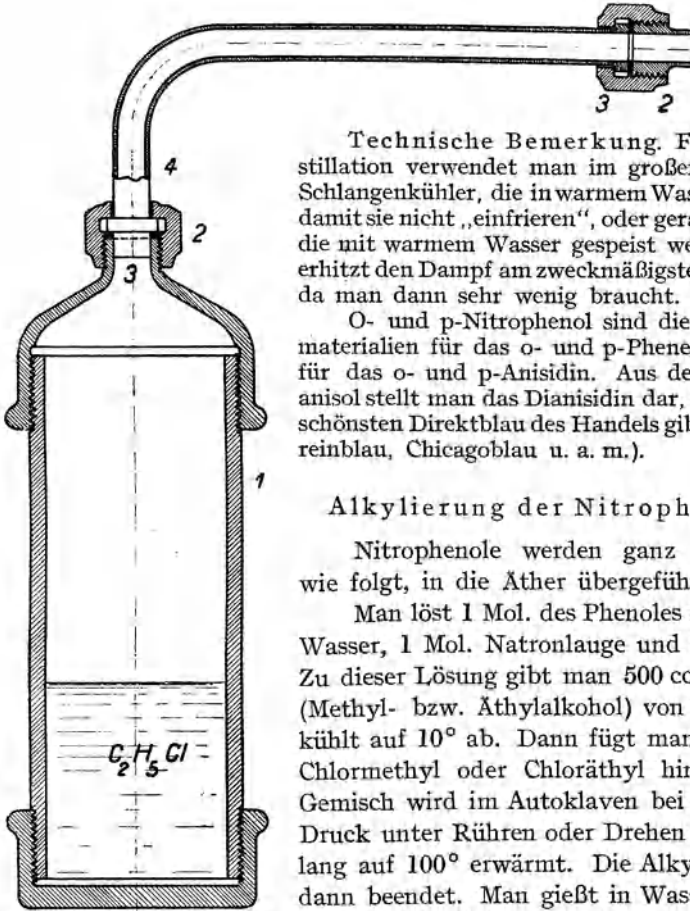 3 2
4
2
3
1
C₂H₅Cl
Technische Bemerkung. F
stillation verwendet man im große
Schlangenkühler, die in warmem Was
damit sie nicht „einfrieren“, oder gera
die mit warmem Wasser gespeist we
erhitzt den Dampf am zweckmäßigste
da man dann sehr wenig braucht.
O- und p-Nitrophenol sind die
materialien für das o- und p-Phene
für das o- und p-Anisidin. Aus de
anisol stellt man das Dianisidin dar,
schönsten Direktblau des Handels gib
reinblau, Chicagoblau u. a. m.).
Alkylierung der Nitroph
Nitrophenole werden ganz
wie folgt, in die Äther übergefüh
Man löst 1 Mol. des Phenoles
Wasser, 1 Mol. Natronlauge und
Zu dieser Lösung gibt man 500 cc
(Methyl- bzw. Äthylalkohol) von
kühlt auf 10° ab. Dann fügt man
Chlormethyl oder Chloräthyl hin
Gemisch wird im Autoklaven bei
Druck unter Rühren oder Drehen
lang auf 100° erwärmt. Die Alky
dann beendet. Man gießt in Was